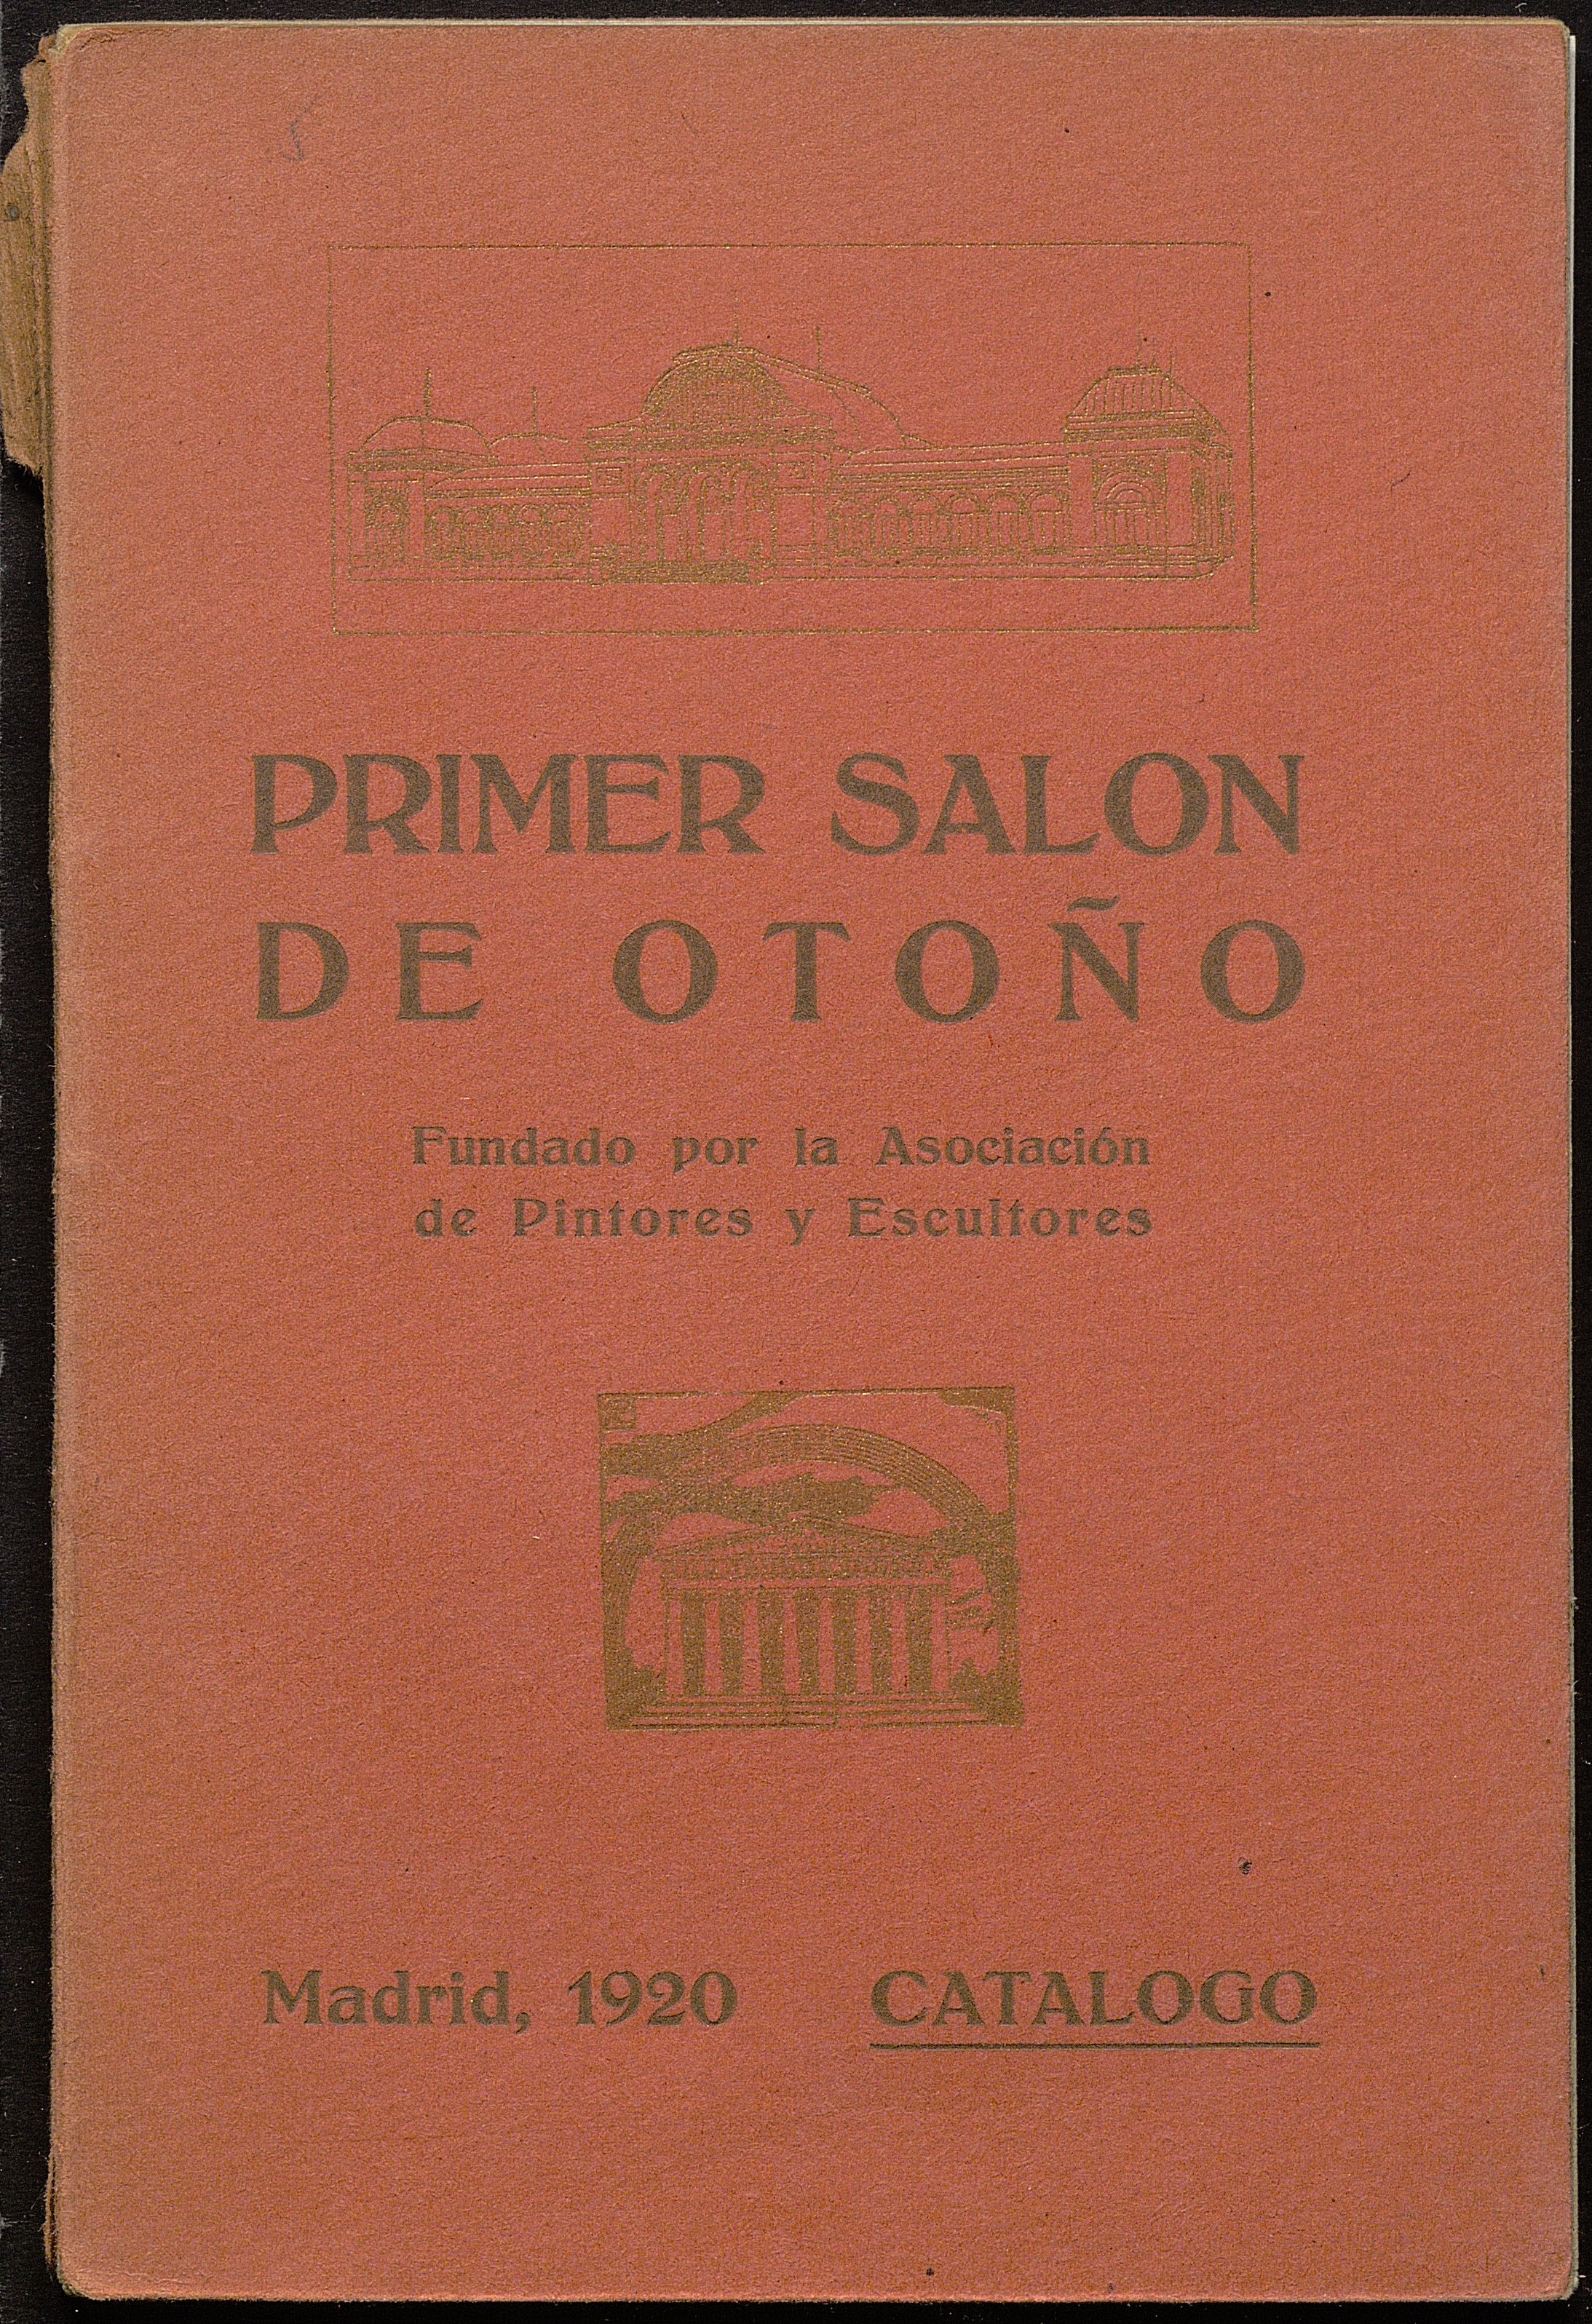 PRIMER SALON
DE OTOÑO
Fundado por la Asociación
de Pintores y Escultores
Madrid, 1920 CATALOGO